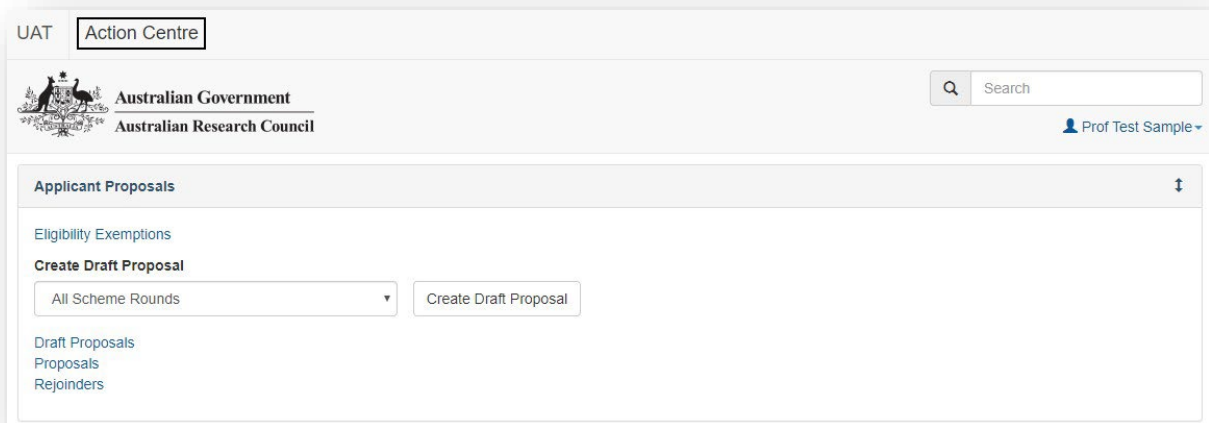 UAT Action Centre
Australian Government
Australian Research Council
Search
Prof Test Sample
Applicant Proposals
Eligibility Exemptions
Create Draft Proposal
All Scheme Rounds Create Draft Proposal
Draft Proposals
Proposals
Rejoinders